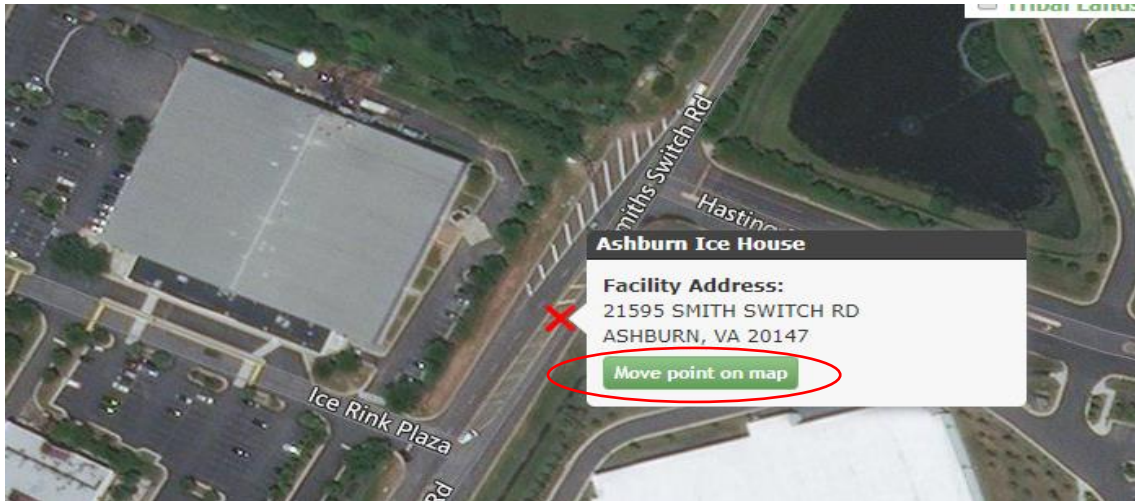 Tribal Lands
Smiths Switch Rd
Ashburn Ice House
Facility Address:
21595 SMITH SWITCH RD
ASHBURN, VA 20147
Move point on map
Ice Rink Plaza
Rd